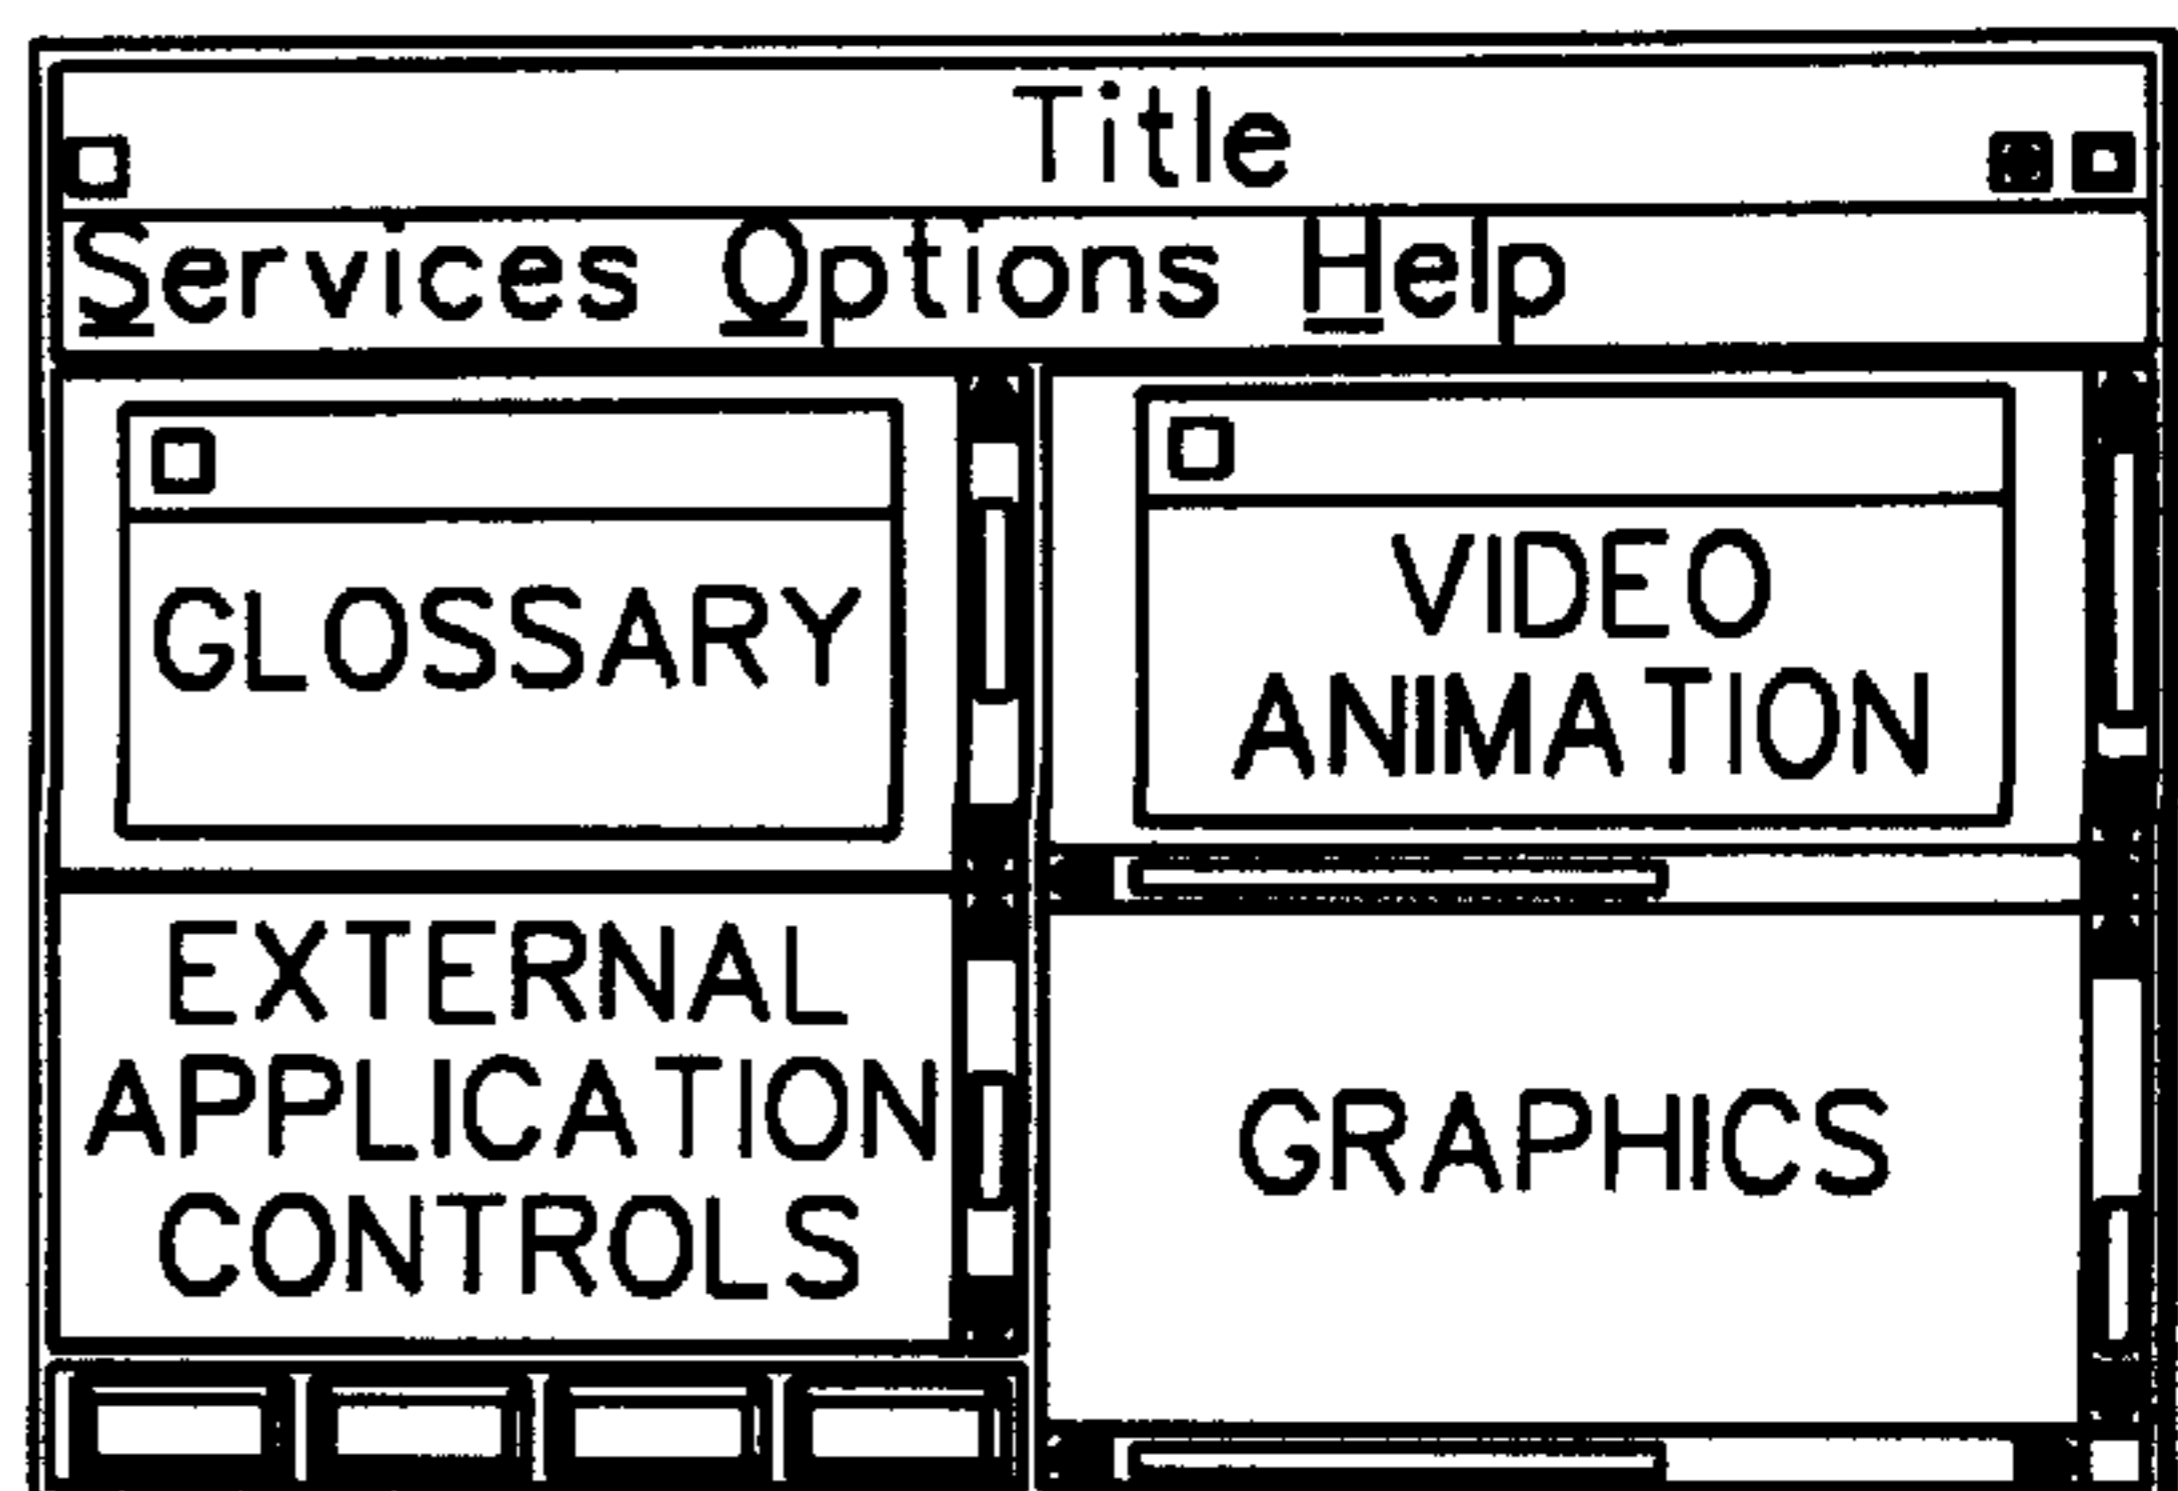 Title
Services Options Help
GLOSSARY
VIDEO
ANIMATION
EXTERNAL
APPLICATION
CONTROLS
GRAPHICS